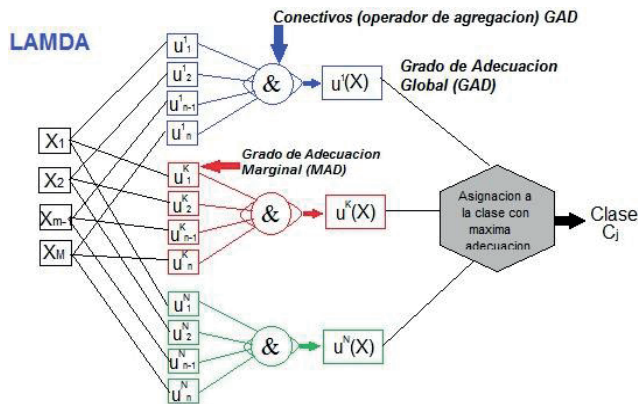 Conectivos (operador de agregacion) GAD
LAMDA
u¹₁
u¹₂
u¹ₙ₋₁
u¹ₙ
&
u¹(X)
Grado de Adecuacion
Global (GAD)
X₁
X₂
Xm-1
XM
Grado de Adecuacion
Marginal (MAD)
uᴷ₁
uᴷ₂
uᴷₙ₋₁
uᴷₙ
&
uᴷ(X)
Asignacion a
la clase con
maxima
adecuacion
Clase
Cj
uᴺ₁
uᴺ₂
uᴺₙ₋₁
uᴺₙ
&
uᴺ(X)